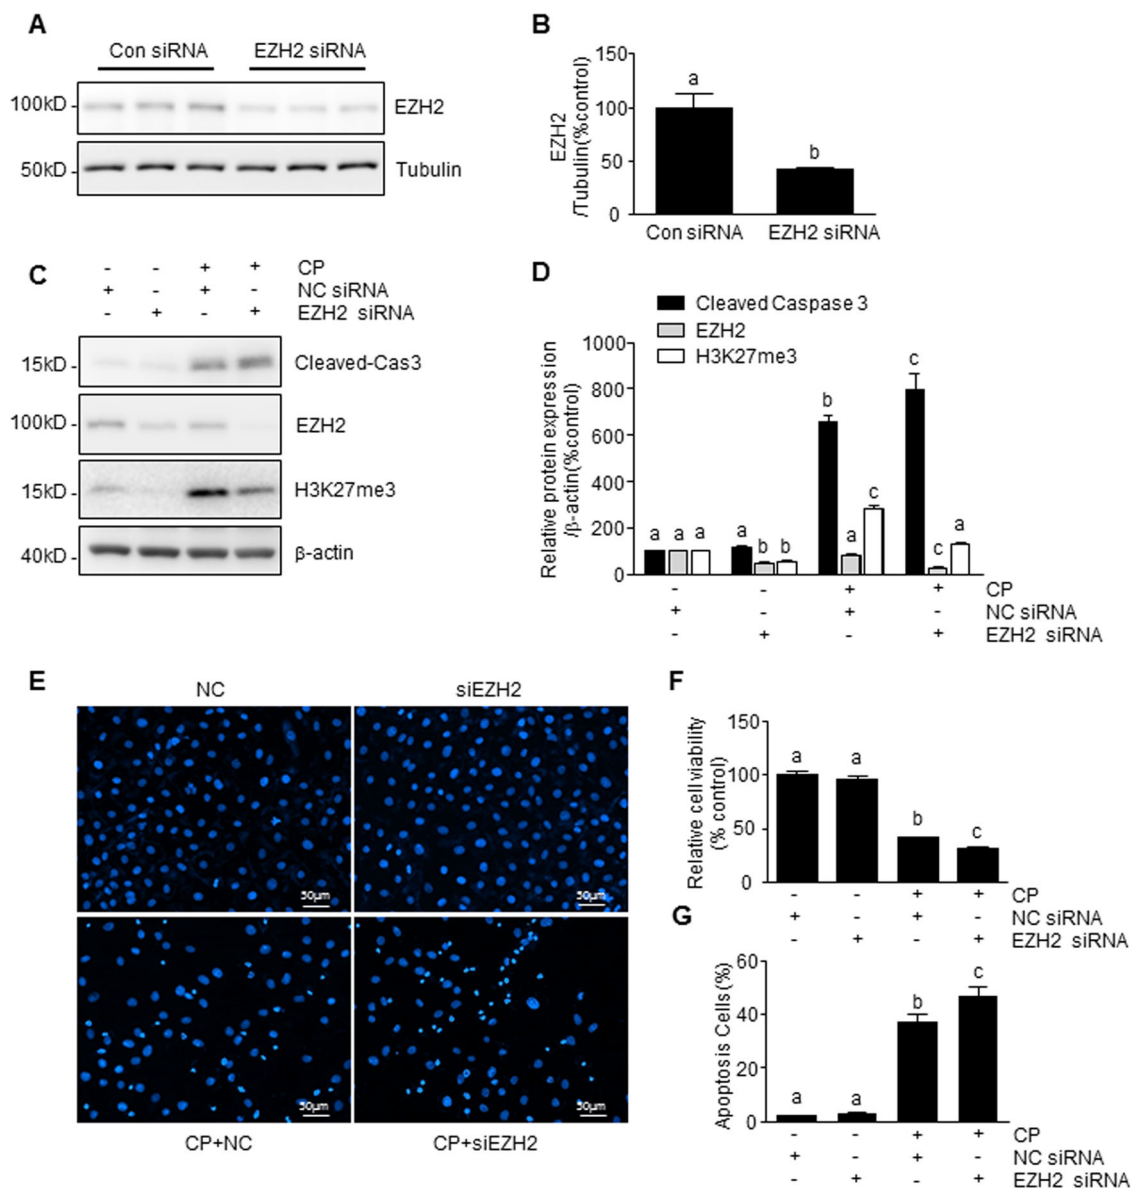 A
Con siRNA EZH2 siRNA
100kD
EZH2
50kD
Tubulin
B
EZH2
/Tubulin(%control)
150
100
50
0
a
b
Con siRNA EZH2 siRNA
C
- - + + CP
+ - + - NC siRNA
- + - + EZH2 siRNA
15kD
Cleaved-Cas3
100kD
EZH2
15kD
H3K27me3
40kD
β-actin
D
Cleaved Caspase 3
EZH2
H3K27me3
Relative protein expression
/β-actin(%control)
1000
800
600
400
200
0
a a a
a b b
b a c
c c a
- - + + CP
+ - + - NC siRNA
- + - + EZH2 siRNA
E
NC siEZH2
50μm 50μm
50μm 50μm
CP+NC CP+siEZH2
F
Relative cell viability
(% control)
150
100
50
0
a a b c
- - + + CP
+ - + - NC siRNA
- + - + EZH2 siRNA
G
Apoptosis Cells(%)
60
40
20
0
a a b c
- - + + CP
+ - + - NC siRNA
- + - + EZH2 siRNA